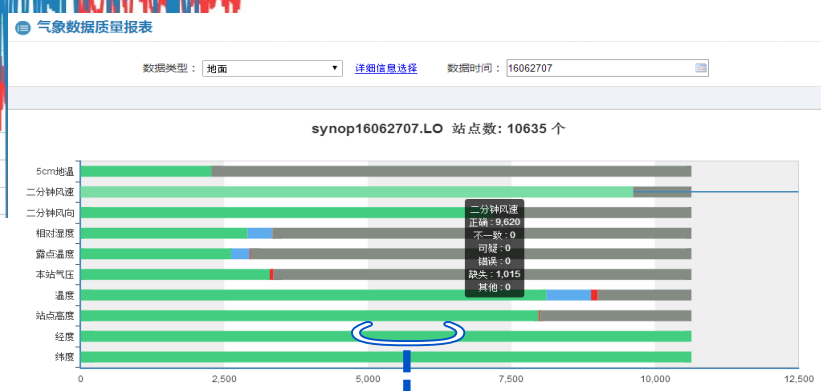 气象数据质量报表
数据类型： 地面 详细信息选择 数据时间： 16062707
synop16062707.LO 站点数: 10635 个
5cm地温
二分钟风速
二分钟风向
相对湿度
露点温度
本站气压
温度
站点高度
经度
纬度
二分钟风速
正确 : 9,620
不一致 : 0
可疑 : 0
错误 : 0
缺失 : 1,015
其他 : 0
0 2,500 5,000 7,500 10,000 12,500